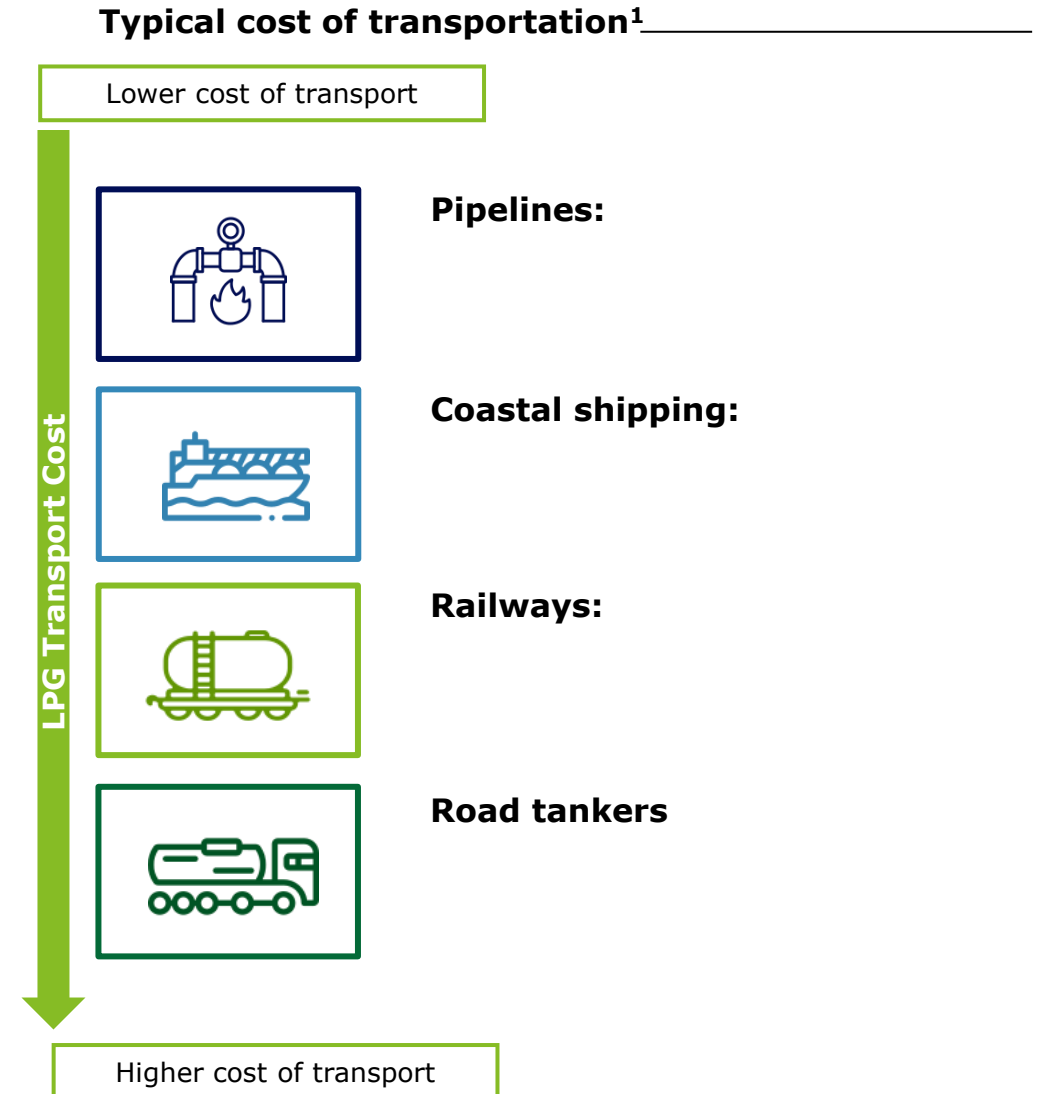 Typical cost of transportation¹
Lower cost of transport
LPG Transport Cost
Pipelines:
Coastal shipping:
Railways:
Road tankers
Higher cost of transport